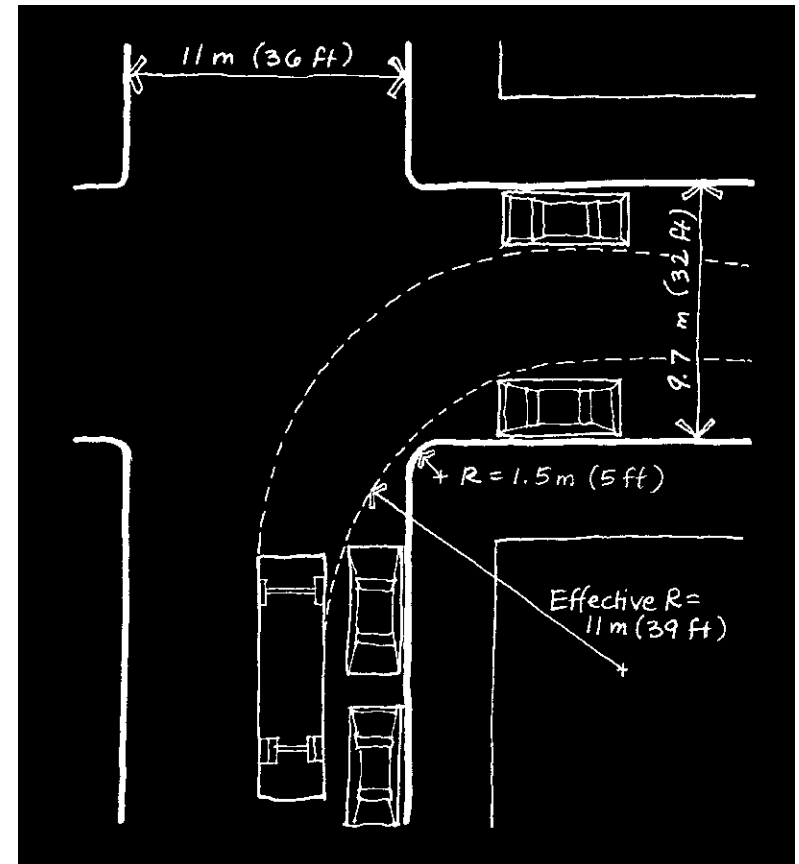 11 m (36 ft)
9.7 m (32 ft)
R = 1.5 m (5 ft)
Effective R =
11 m (39 ft)